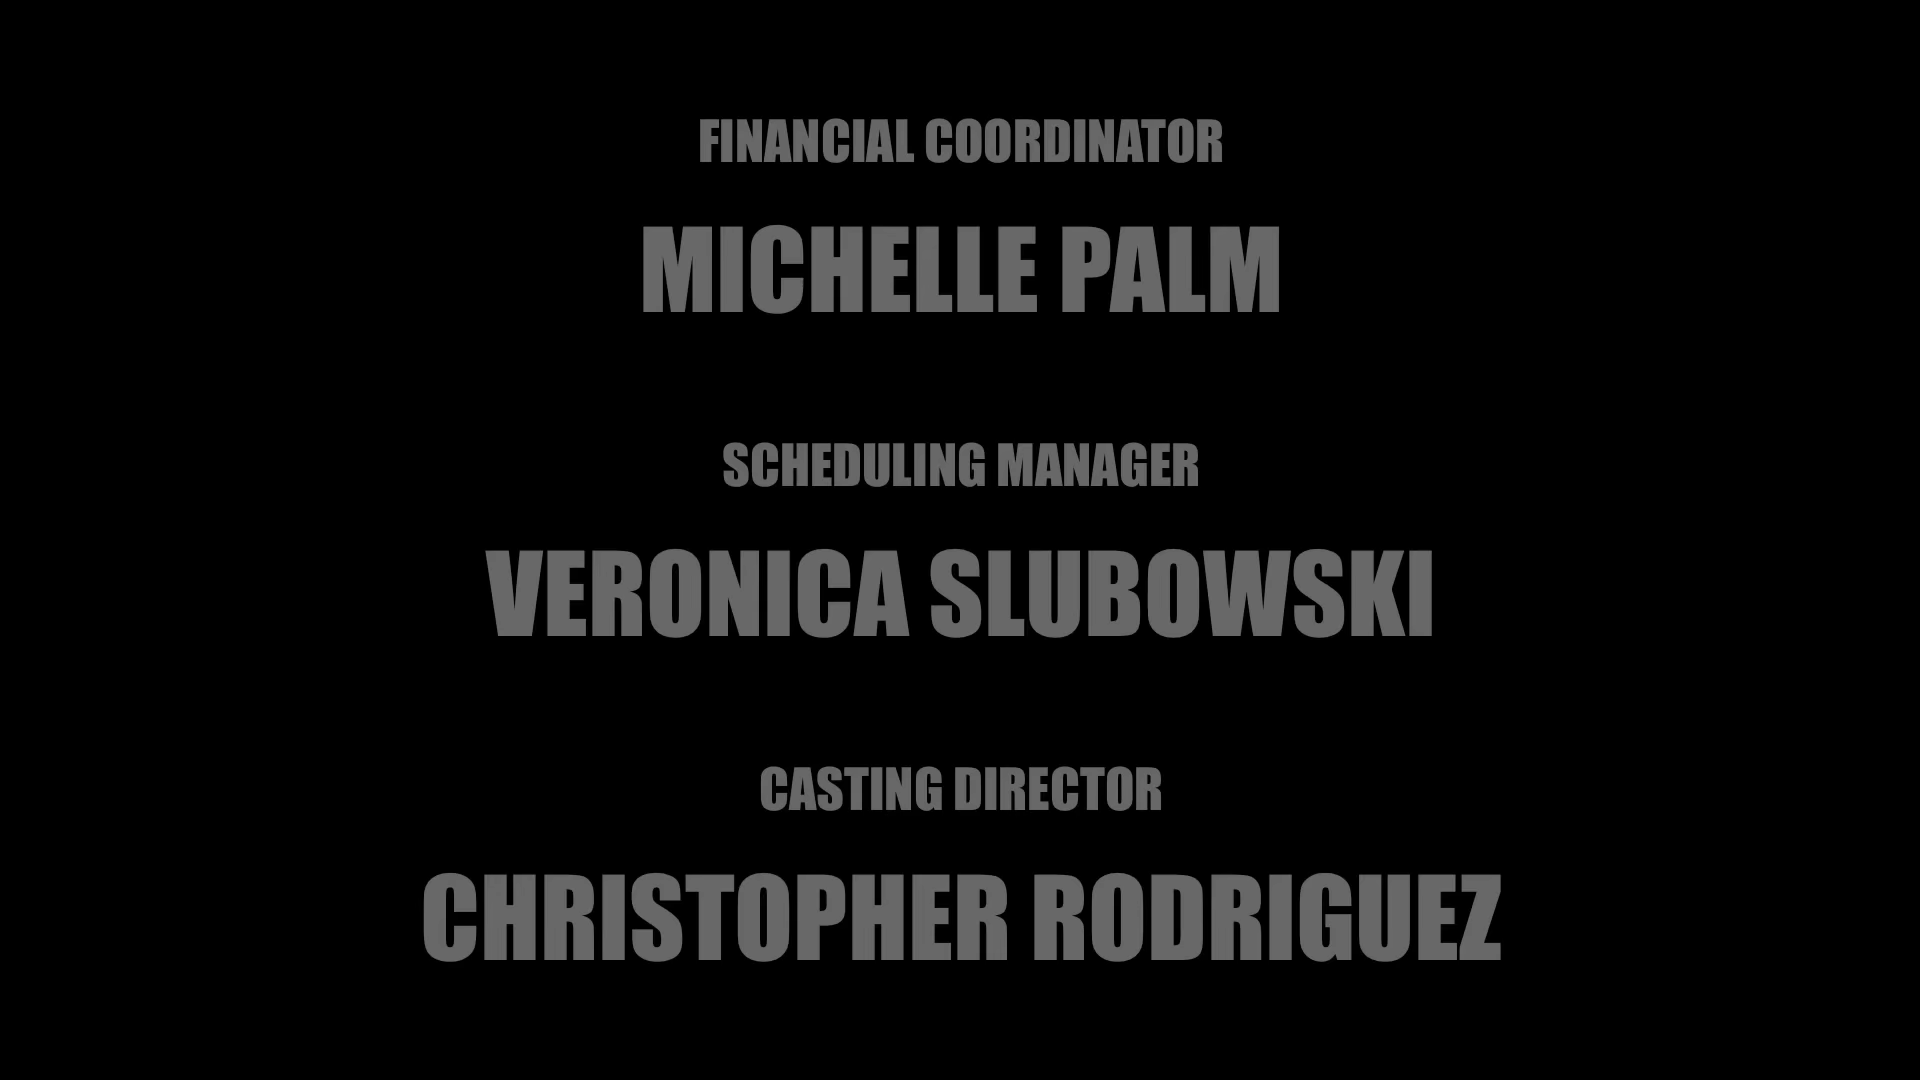 FINANCIAL COORDINATOR
MICHELLE PALM
SCHEDULING MANAGER
VERONICA SLUBOWSKI
CASTING DIRECTOR
CHRISTOPHER RODRIGUEZ